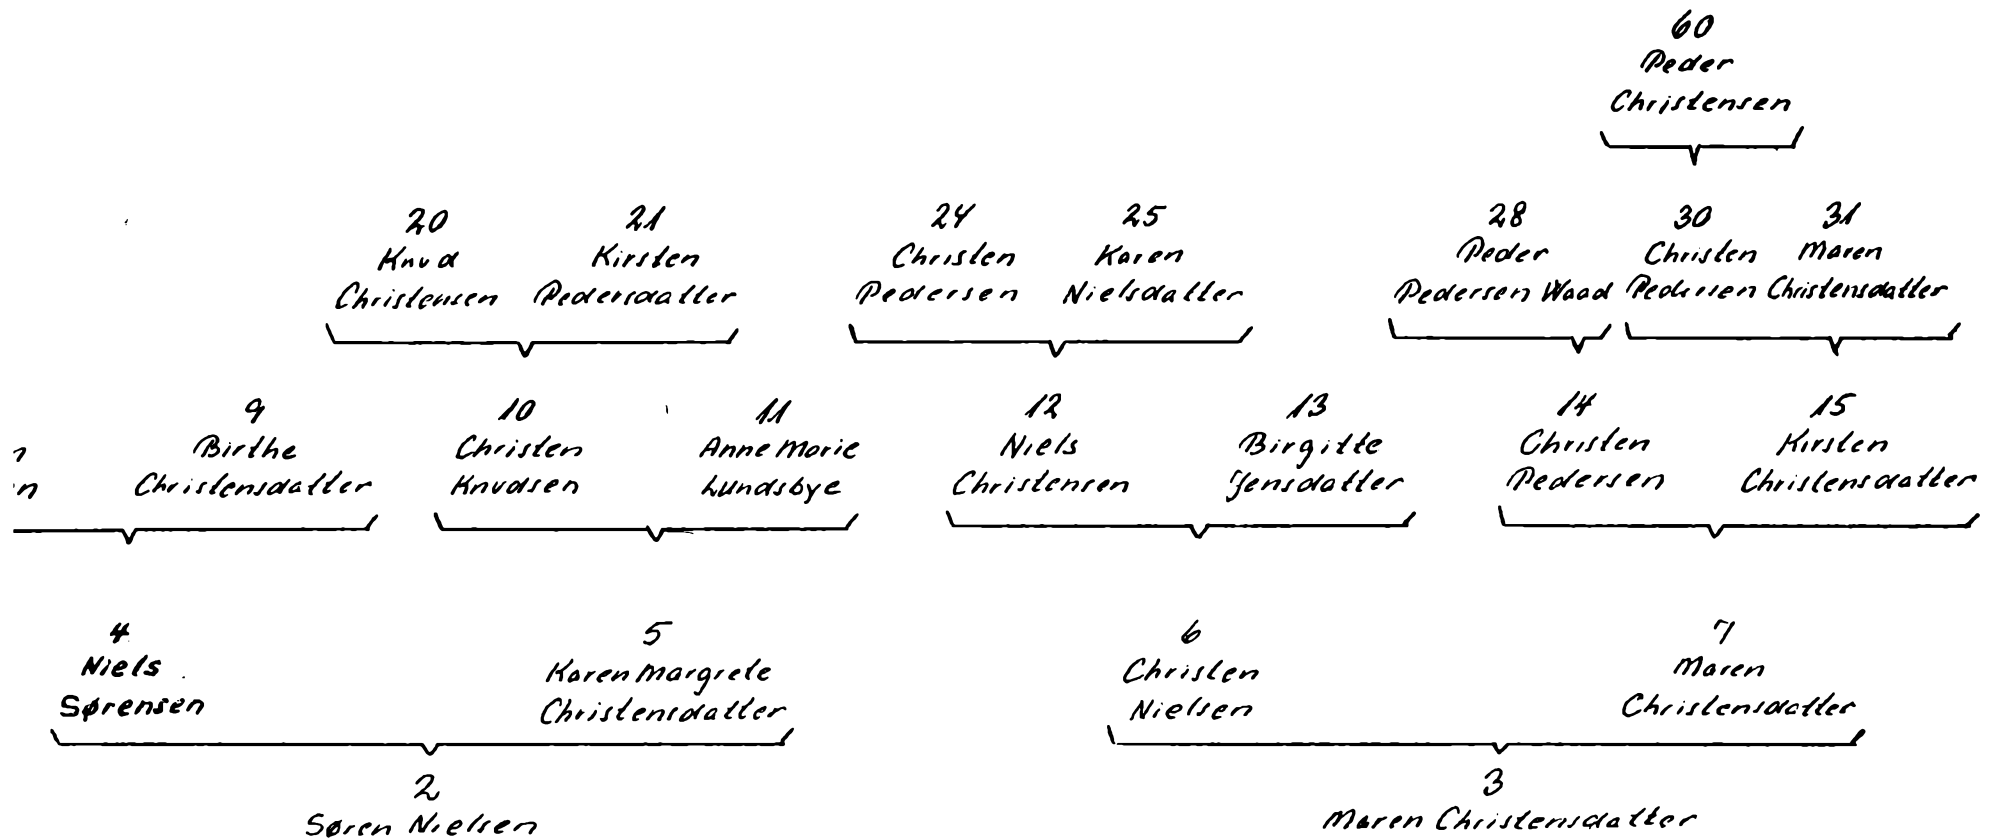 60
Peder
Christensen
20 21 24 25 28 30 31
Knud Kirsten Christen Karen Peder Christen Maren
Christensen Pedersdatter Pedersen Nielsdatter Pedersen Waad Pedersen Christensdatter
9 10 11 12 13 14 15
Birthe Christen Anne Marie Niels Birgitte Christen Kirsten
Christensdatter Knudsen Lundsbye Christensen Jensdatter Pedersen Christensdatter
4 5 6 7
Niels Karen Margrete Christen Maren
Sørensen Christensdatter Nielsen Christensdatter
2 3
Søren Nielsen Maren Christensdatter